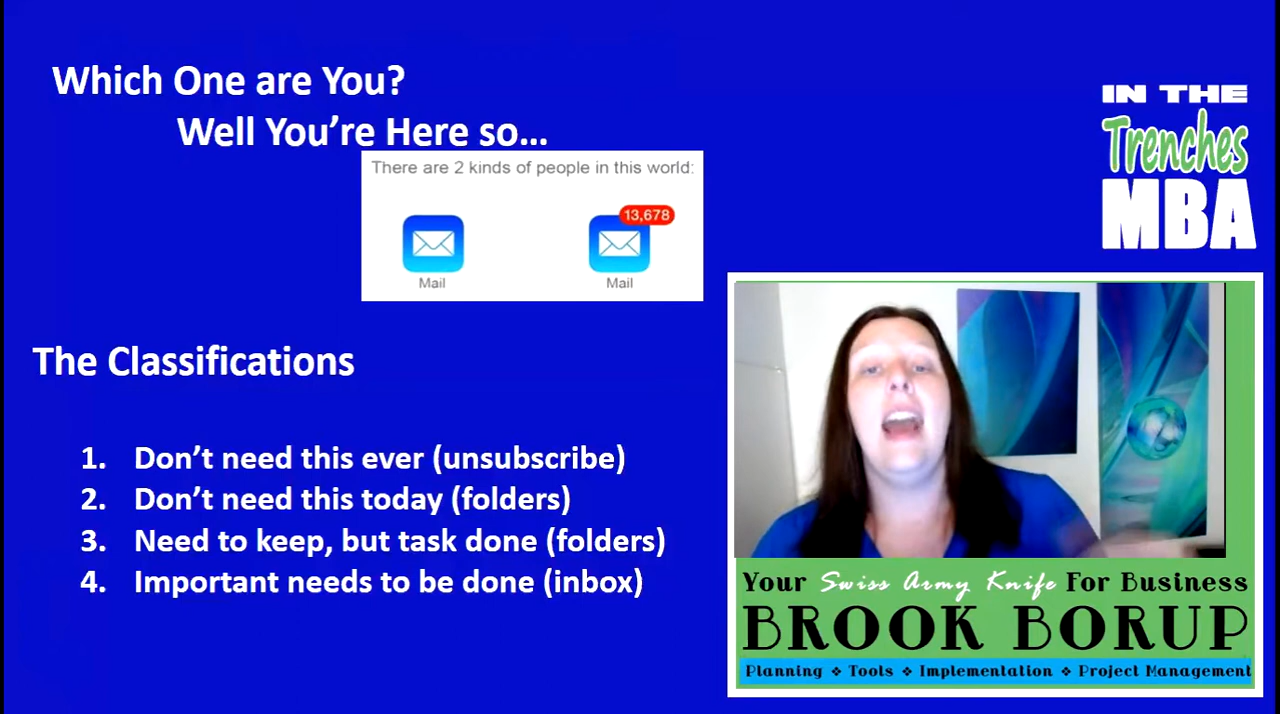 Which One are You?
Well You're Here so...
There are 2 kinds of people in this world:
13,678
Mail
Mail
The Classifications
1. Don't need this ever (unsubscribe)
2. Don't need this today (folders)
3. Need to keep, but task done (folders)
4. Important needs to be done (inbox)
IN THE
Trenches
MBA
Your Swiss Army Knife For Business
BROOK BORUP
Planning ❖ Tools ❖ Implementation ❖ Project Management